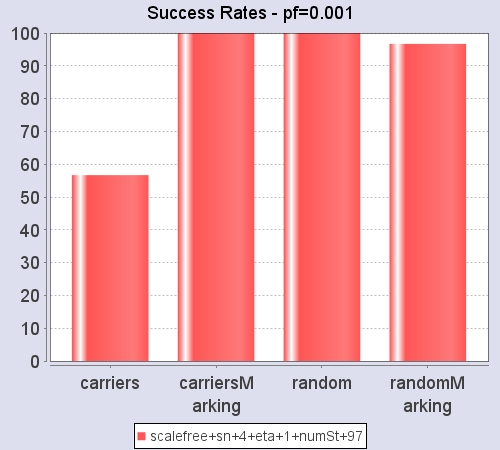 Success Rates - pf=0.001
100
90
80
70
60
50
40
30
20
10
0
carriers
carriersM
arking
random
randomM
arking
scalefree+sn+4+eta+1+numSt+97